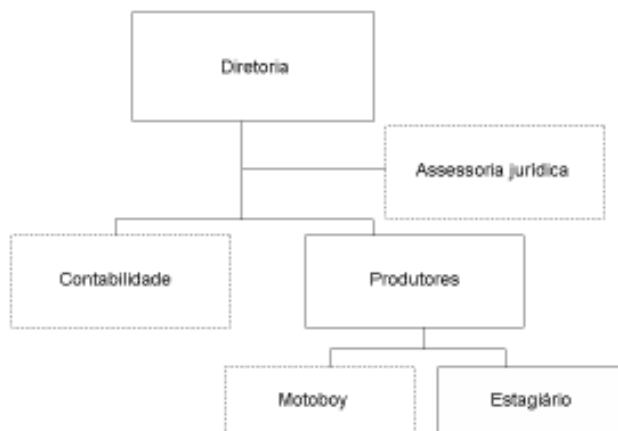 Diretoria
Assessoria jurídica
Contabilidade
Produtores
Motoboy
Estagiário